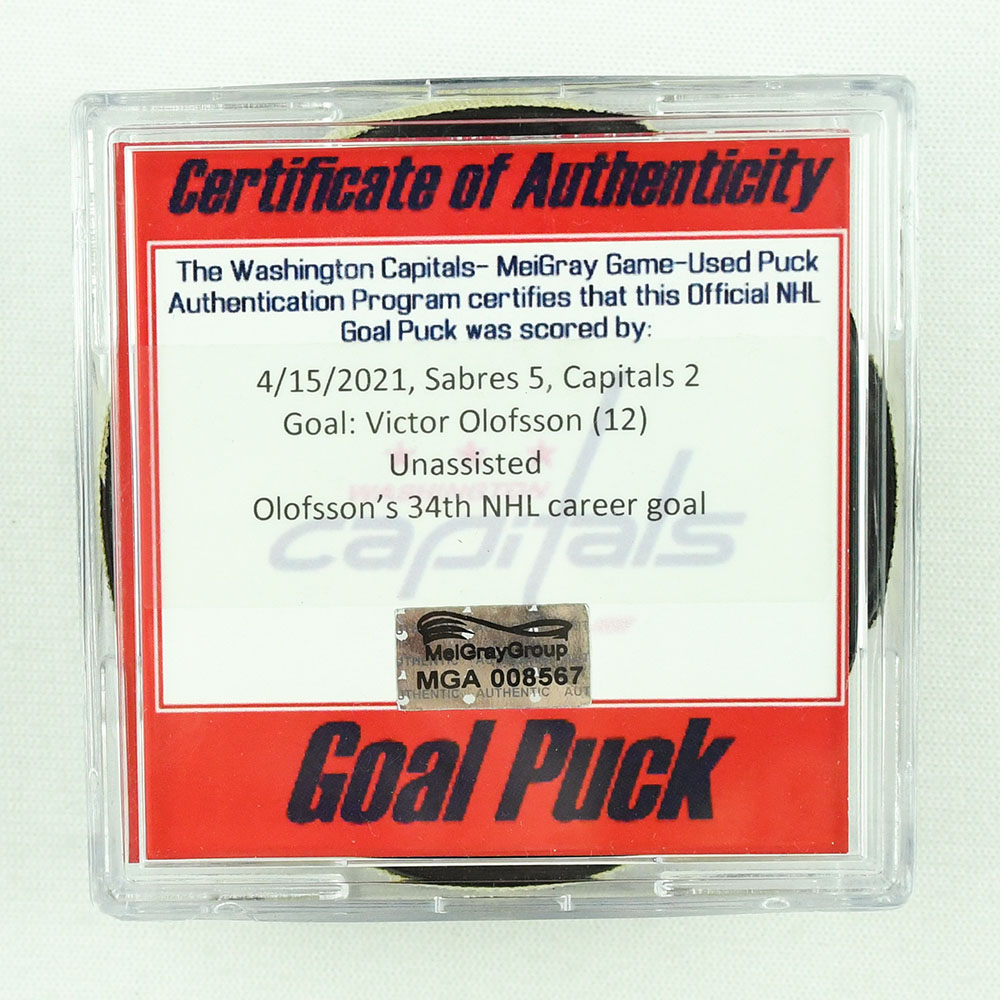 Certificate of Authenticity
The Washington Capitals- MeiGray Game-Used Puck
Authentication Program certifies that this Official NHL
Goal Puck was scored by:
4/15/2021, Sabres 5, Capitals 2
Goal: Victor Olofsson (12)
Unassisted
WASHINGTON
Olofsson's 34th NHL career goal
capitals
MeiGrayGroup
MGA 008567
AUTHENTIC
Goal Puck